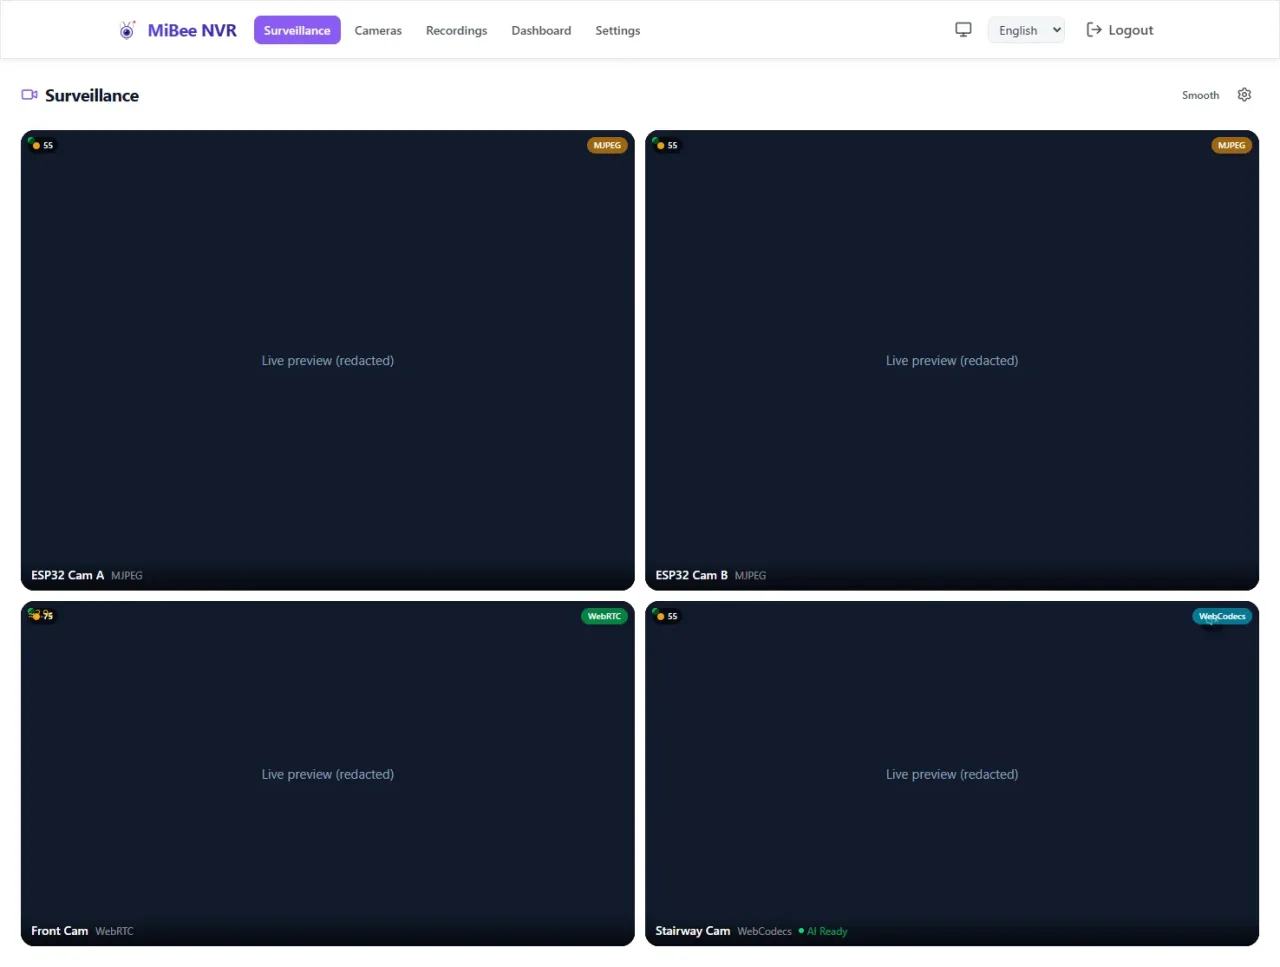 MiBee NVR Surveillance Cameras Recordings Dashboard Settings English Logout
Surveillance Smooth
55 MJPEG
55 MJPEG
Live preview (redacted)
Live preview (redacted)
ESP32 Cam A MJPEG
ESP32 Cam B MJPEG
75 WebRTC
55 WebCodecs
Live preview (redacted)
Live preview (redacted)
Front Cam WebRTC
Stairway Cam WebCodecs AI Ready